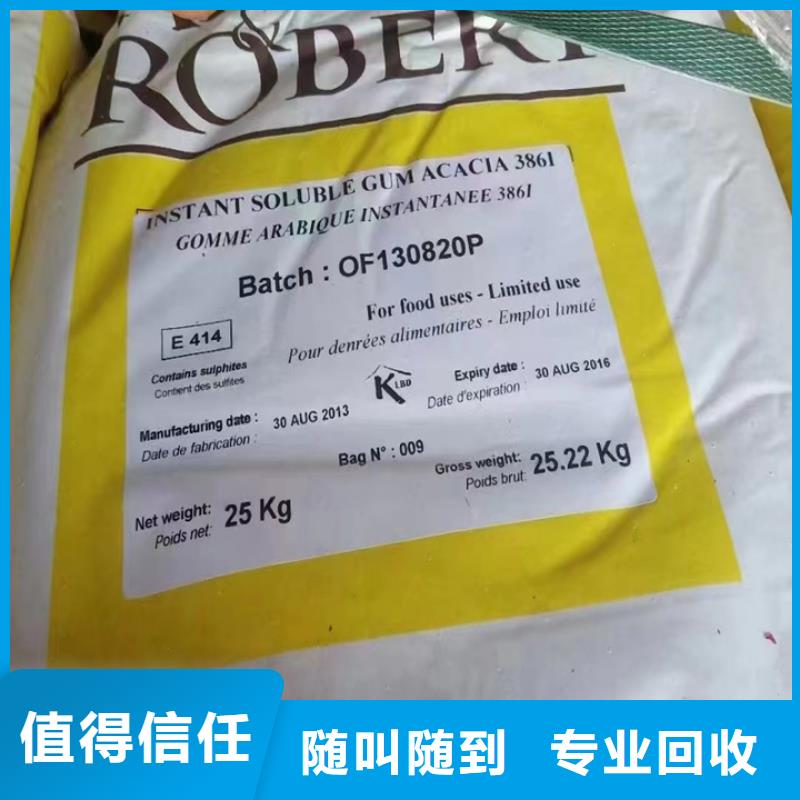 ROBERT
INSTANT SOLUBLE GUM ACACIA 386I
GOMME ARABIQUE INSTANTANEE 386I
Batch : OF130820P
For food uses - Limited use
Pour denrées alimentaires - Emploi limité
E 414
Contains sulphites
Contient des sulfites
K LBD
Manufacturing date : 30 AUG 2013
Date de fabrication :
Expiry date : 30 AUG 2016
Date d'expiration :
Bag N° : 009
Gross weight: 25.22 Kg
Poids brut:
Net weight: 25 Kg
Poids net:
值得信任
随叫随到 专业回收